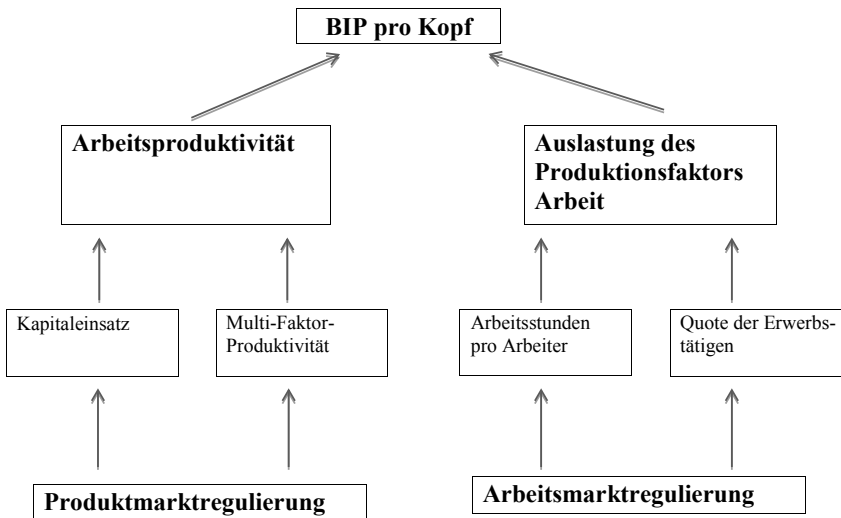 BIP pro Kopf
Arbeitsproduktivität
Auslastung des
Produktionsfaktors
Arbeit
Kapitaleinsatz
Multi-Faktor-
Produktivität
Arbeitsstunden
pro Arbeiter
Quote der Erwerbs-
tätigen
Produktmarktregulierung
Arbeitsmarktregulierung